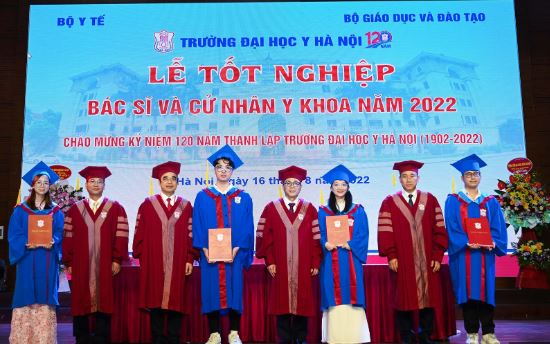 BỘ Y TẾ
BỘ GIÁO DỤC VÀ ĐÀO TẠO
TRƯỜNG ĐẠI HỌC Y HÀ NỘI 120 NĂM
LỄ TỐT NGHIỆP
BÁC SĨ VÀ CỬ NHÂN Y KHOA NĂM 2022
CHÀO MỪNG KỶ NIỆM 120 NĂM THÀNH LẬP TRƯỜNG ĐẠI HỌC Y HÀ NỘI (1902-2022)
Hà Nội, ngày 16 8 2022